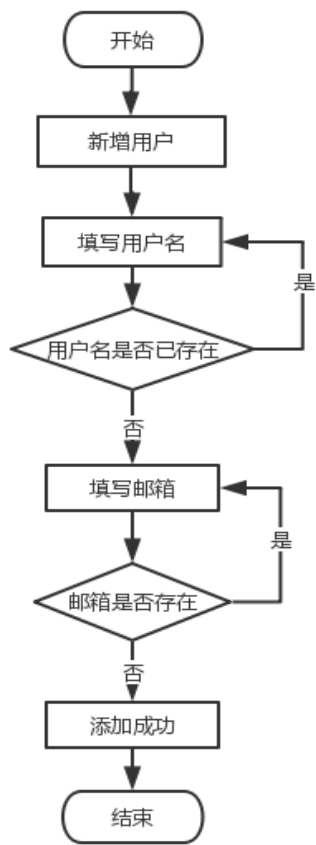 开始
新增用户
填写用户名
是
用户名是否已存在
否
填写邮箱
是
邮箱是否存在
否
添加成功
结束